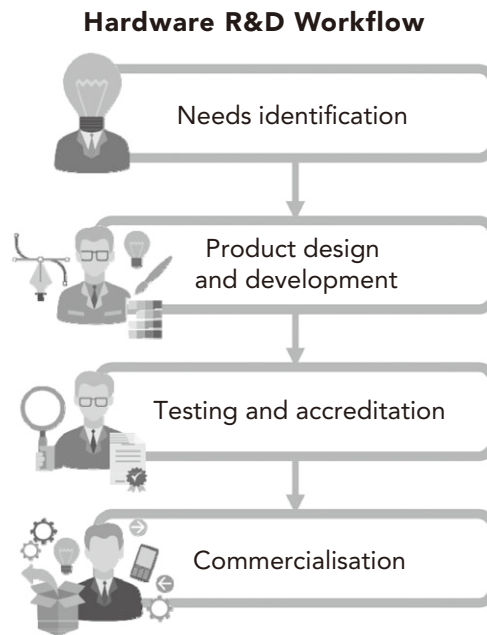 Hardware R&D Workflow
Needs identification
Product design
and development
Testing and accreditation
Commercialisation